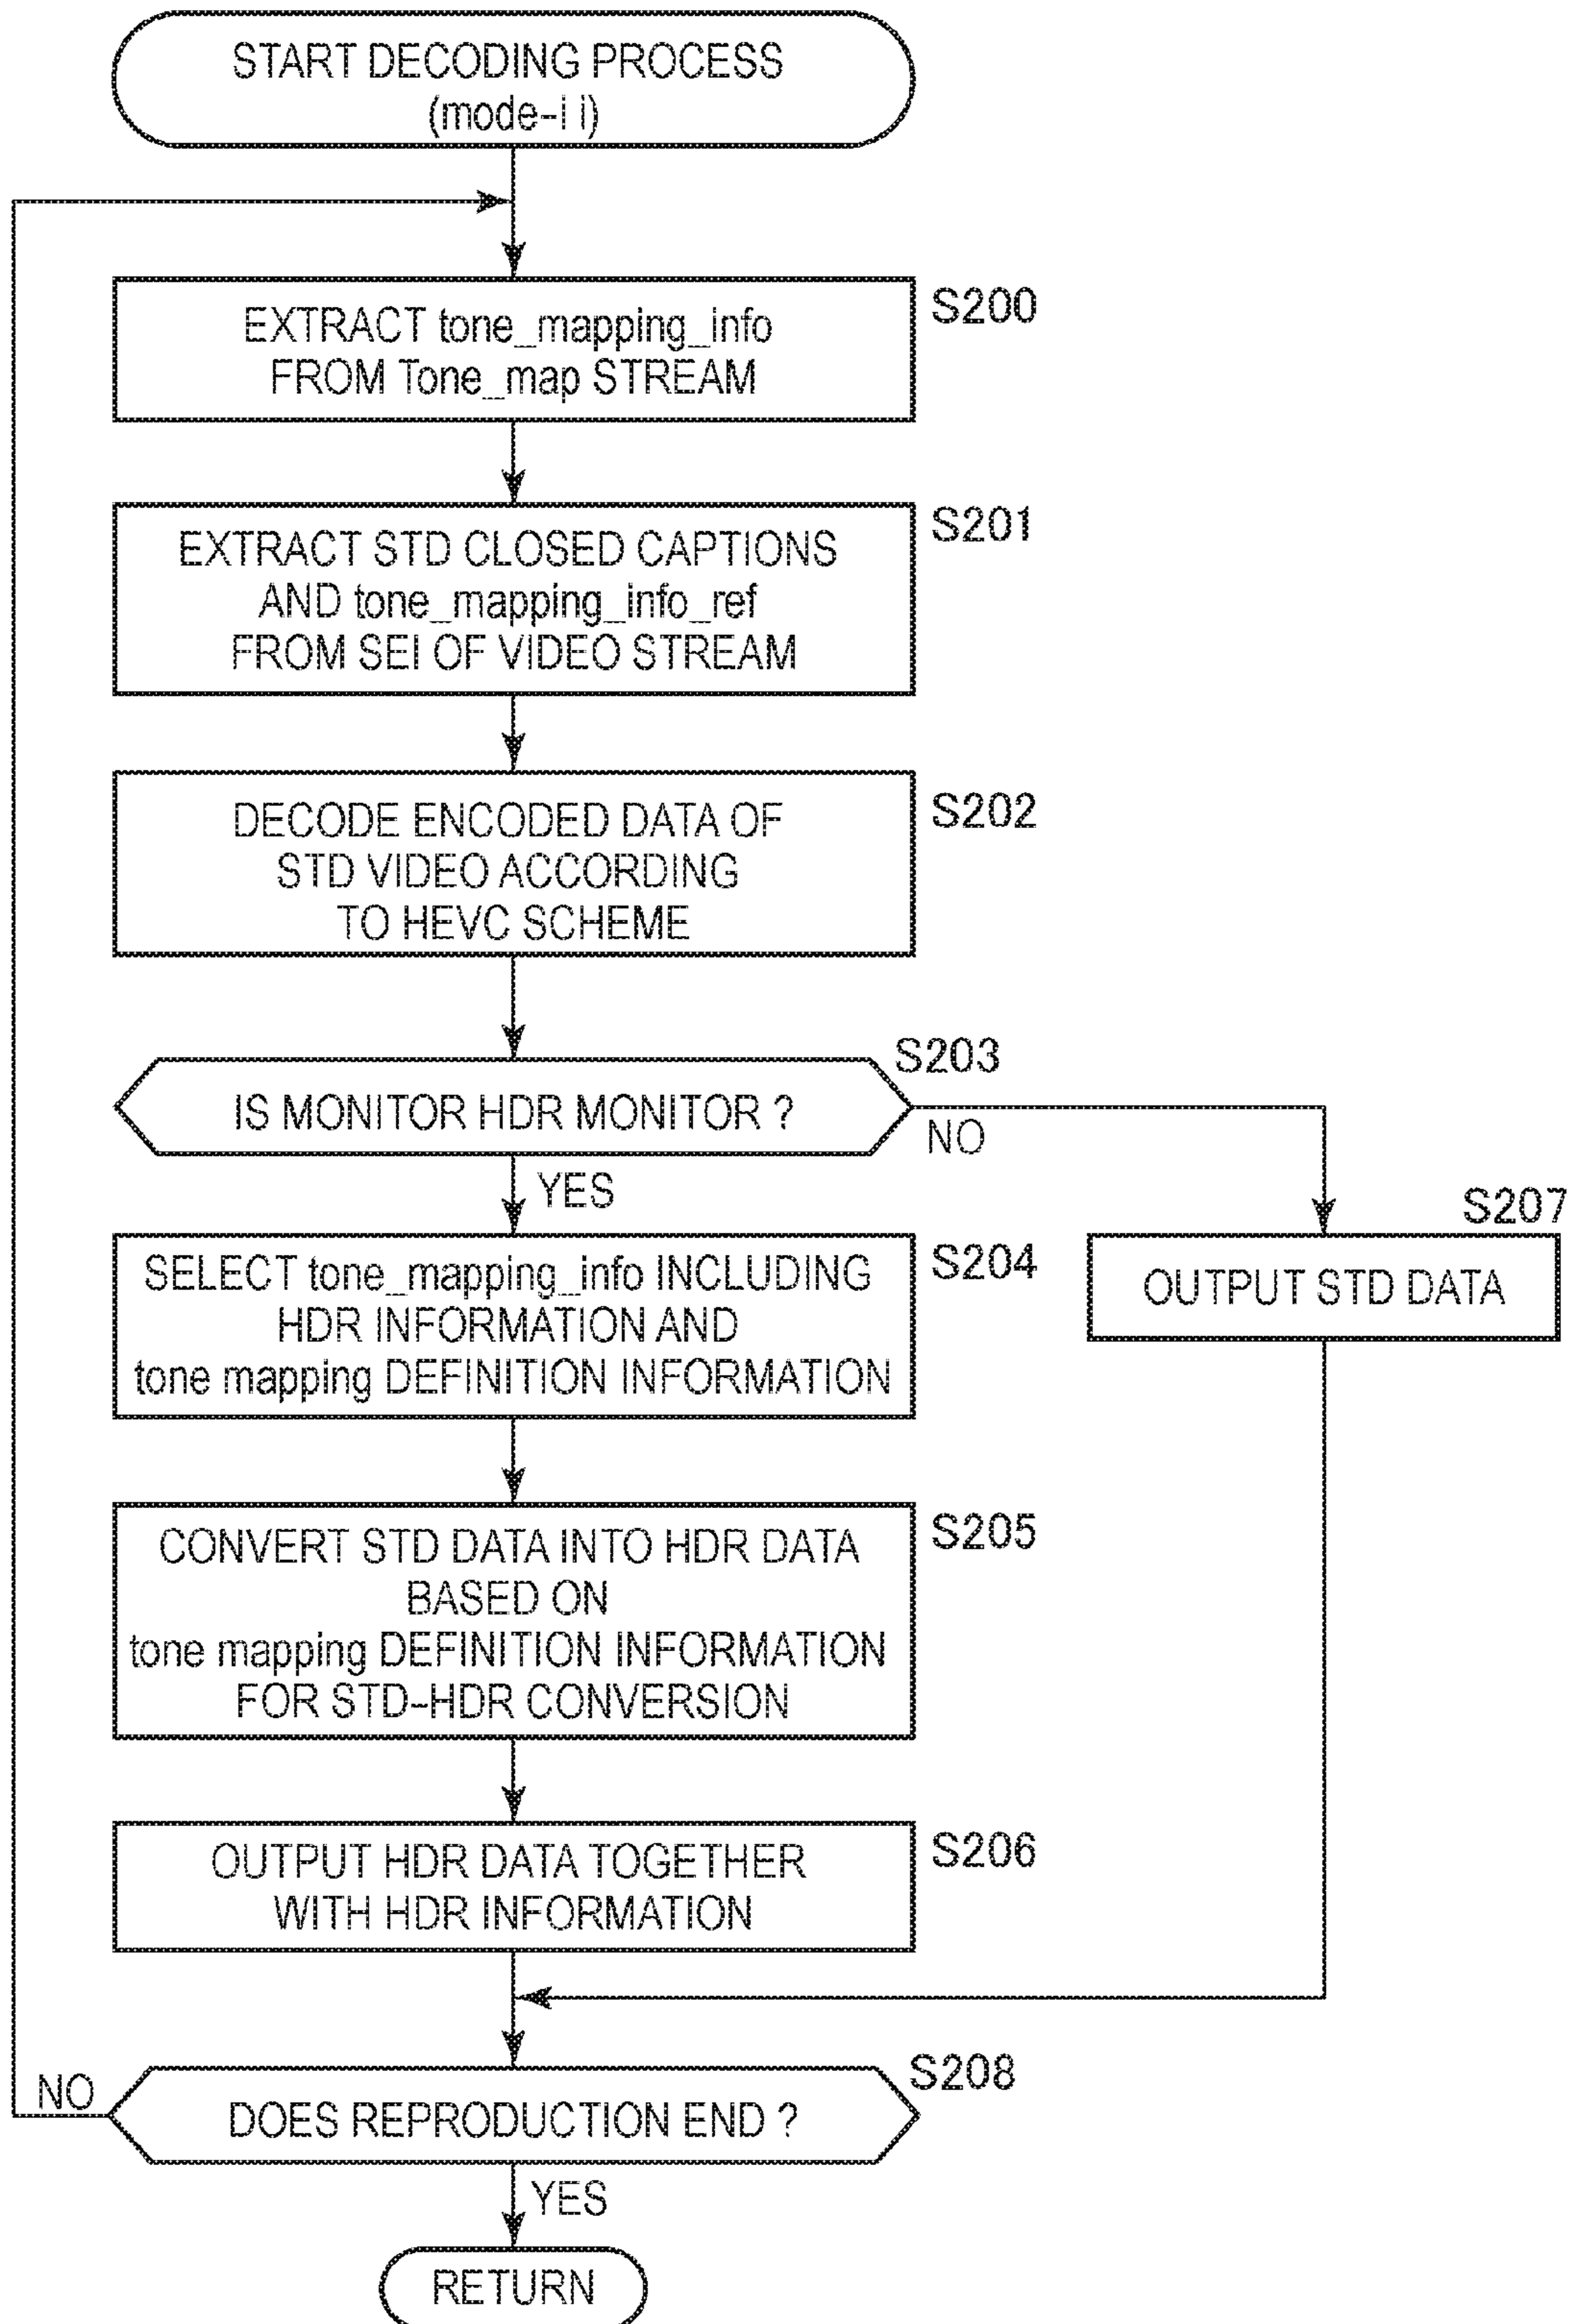 START DECODING PROCESS
(mode-i i)
EXTRACT tone_mapping_info
FROM Tone_map STREAM
S200
EXTRACT STD CLOSED CAPTIONS
AND tone_mapping_info_ref
FROM SEI OF VIDEO STREAM
S201
DECODE ENCODED DATA OF
STD VIDEO ACCORDING
TO HEVC SCHEME
S202
IS MONITOR HDR MONITOR ?
S203
NO
YES
SELECT tone_mapping_info INCLUDING
HDR INFORMATION AND
tone mapping DEFINITION INFORMATION
S204
S207
OUTPUT STD DATA
CONVERT STD DATA INTO HDR DATA
BASED ON
tone mapping DEFINITION INFORMATION
FOR STD-HDR CONVERSION
S205
OUTPUT HDR DATA TOGETHER
WITH HDR INFORMATION
S206
NO
DOES REPRODUCTION END ?
S208
YES
RETURN